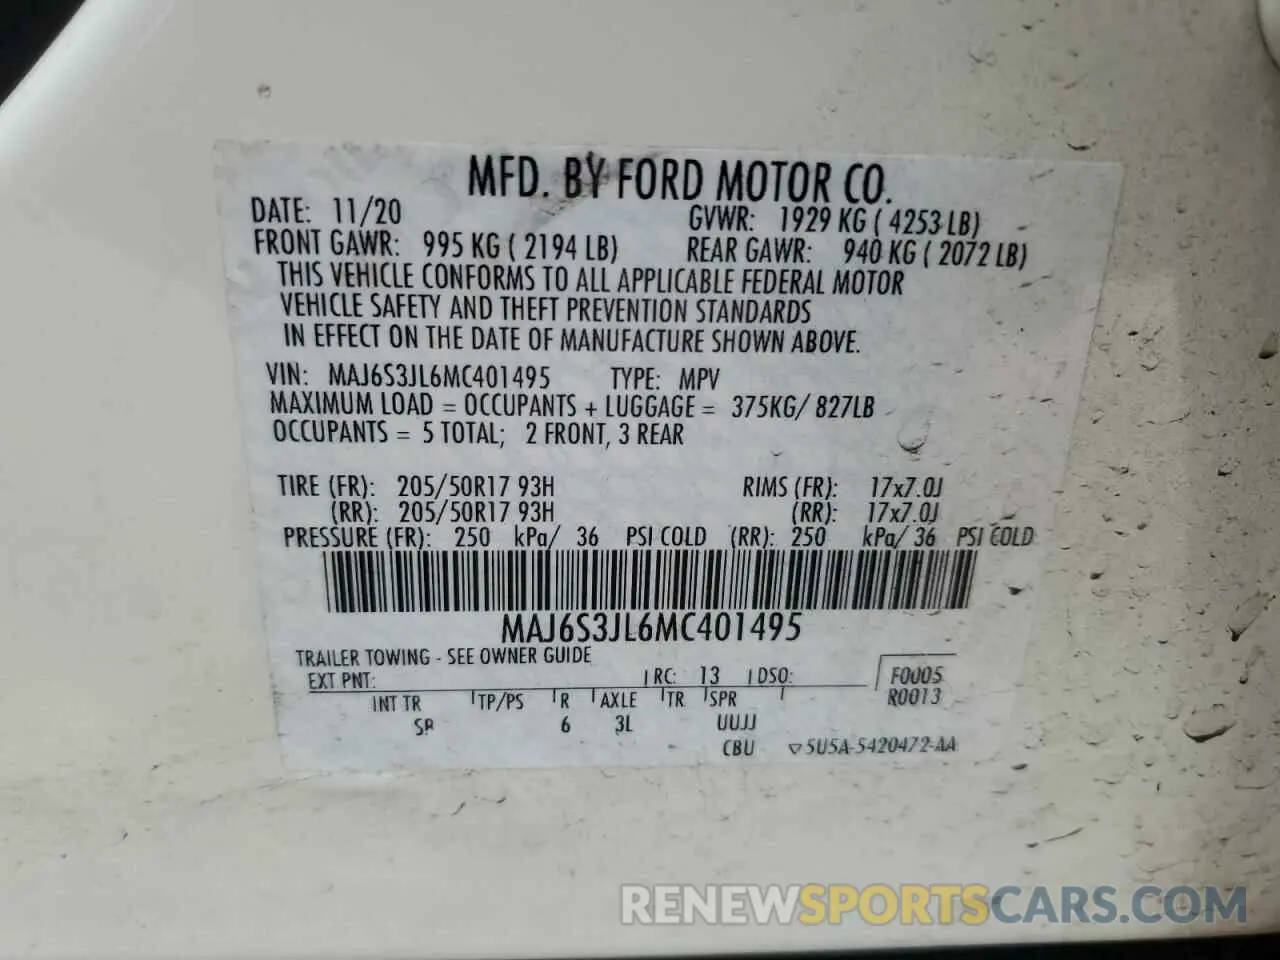 MFD. BY FORD MOTOR CO.
DATE: 11/20 GVWR: 1929 KG ( 4253 LB)
FRONT GAWR: 995 KG ( 2194 LB) REAR GAWR: 940 KG ( 2072 LB)
THIS VEHICLE CONFORMS TO ALL APPLICABLE FEDERAL MOTOR
VEHICLE SAFETY AND THEFT PREVENTION STANDARDS
IN EFFECT ON THE DATE OF MANUFACTURE SHOWN ABOVE.
VIN: MAJ6S3JL6MC401495 TYPE: MPV
MAXIMUM LOAD = OCCUPANTS + LUGGAGE = 375KG/ 827LB
OCCUPANTS = 5 TOTAL; 2 FRONT, 3 REAR
TIRE (FR): 205/50R17 93H RIMS (FR): 17x7.0J
(RR): 205/50R17 93H (RR): 17x7.0J
PRESSURE (FR): 250 kPa/ 36 PSI COLD (RR): 250 kPa/ 36 PSI COLD
MAJ6S3JL6MC401495
TRAILER TOWING - SEE OWNER GUIDE
EXT PNT: RC: 13 DSO: F0005
INT TR TP/PS R AXLE TR SPR R0013
6 3L UUJJ
CBU 5U5A-5420472-AA
RENEWSPORTSCARS.COM